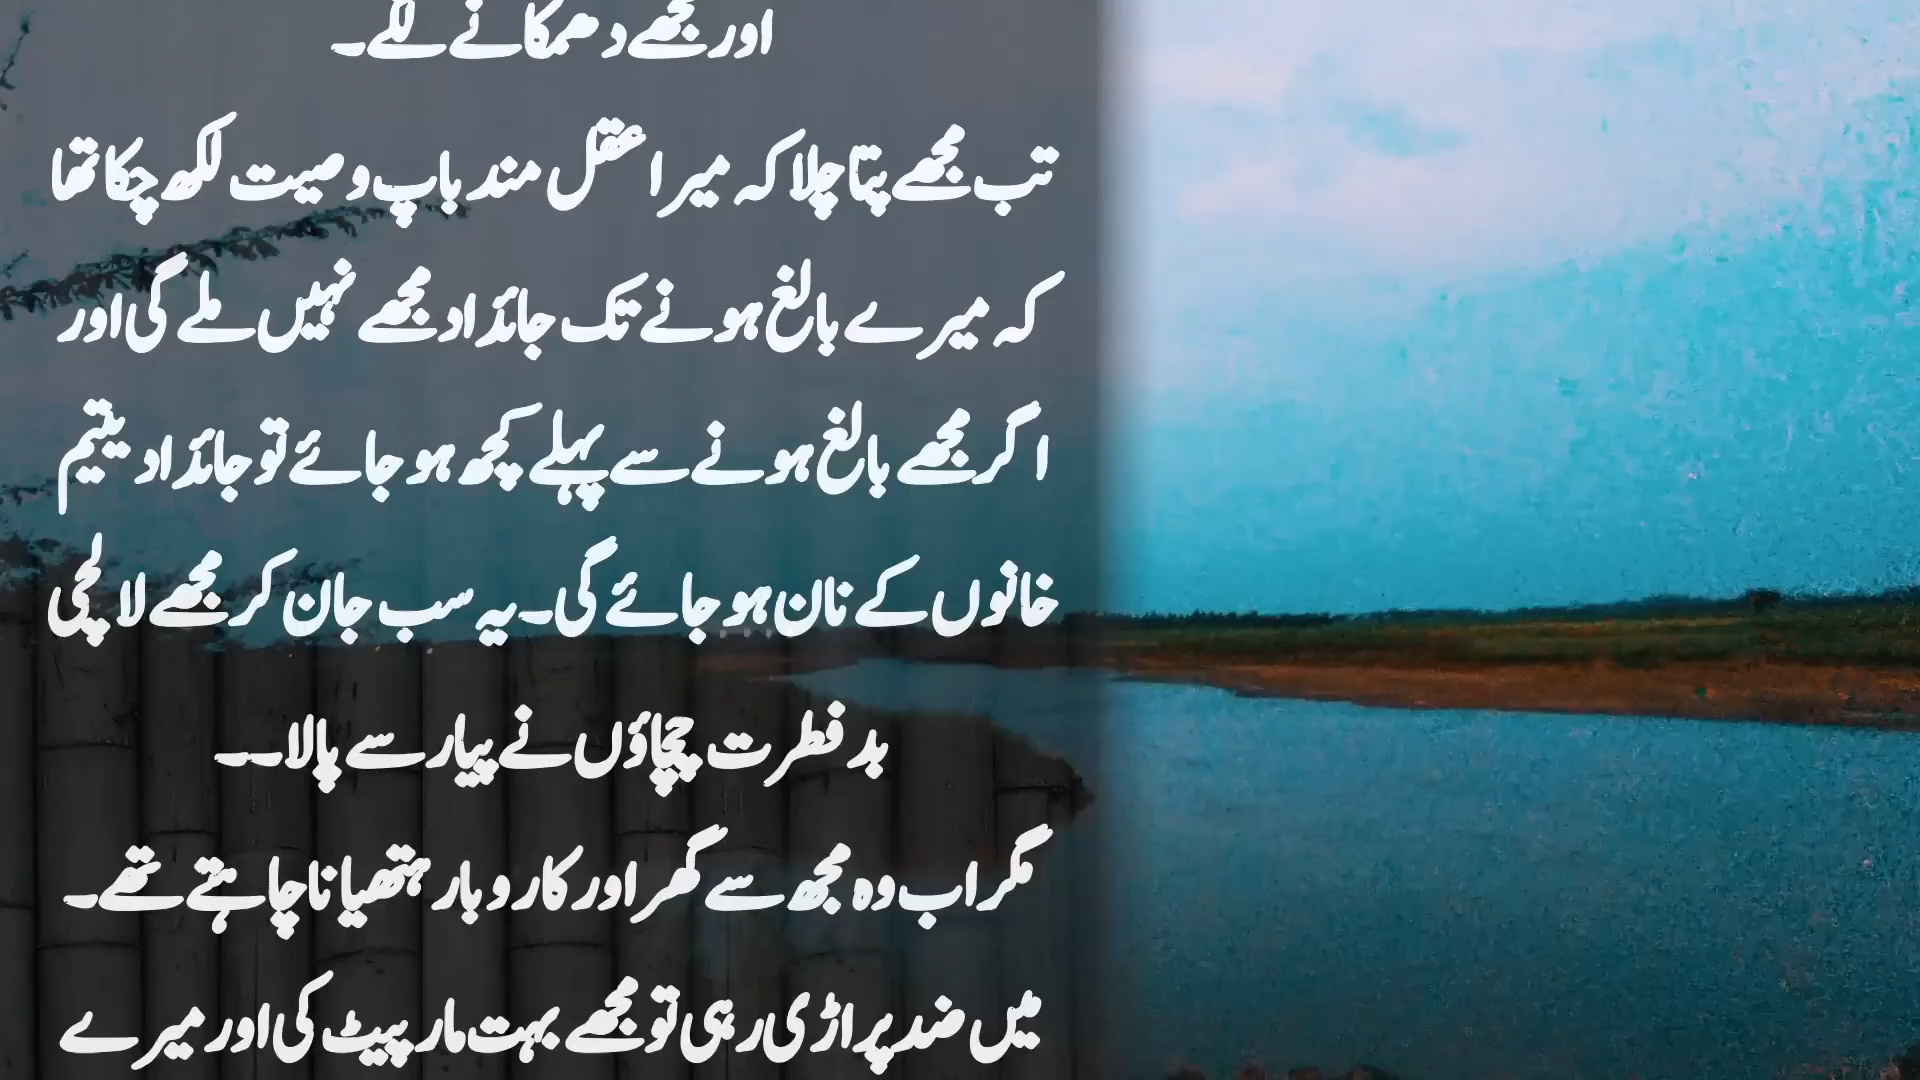 اور مجھے دھمکانے لگے۔
تب مجھے پتا چلا کہ میرا عقل مند باپ وصیت لکھ چکا تھا
کہ میرے بالغ ہونے تک جائداد مجھے نہیں ملے گی اور
اگر مجھے بالغ ہونے سے پہلے کچھ ہو جائے تو جائداد یتیم
خانوں کے نان ہو جائے گی۔ یہ سب جان کر مجھے لالچی
بد فطرت چچاؤں نے پیار سے پالا۔۔
مگر اب وہ مجھ سے گھر اور کاروبار ہتھیانا چاہتے تھے۔
میں ضد پر اڑی رہی تو مجھے بہت مار پیٹ کی اور میرے